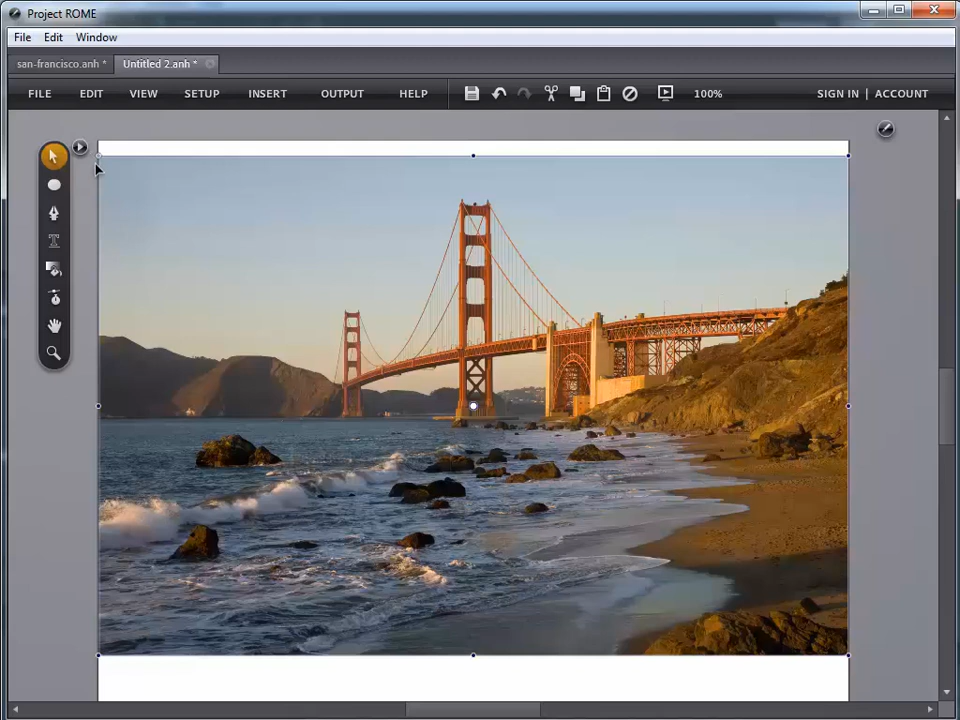 Project ROME
File Edit Window
san-francisco.anh * Untitled 2.anh *
FILE EDIT VIEW SETUP INSERT OUTPUT HELP 100% SIGN IN | ACCOUNT
T